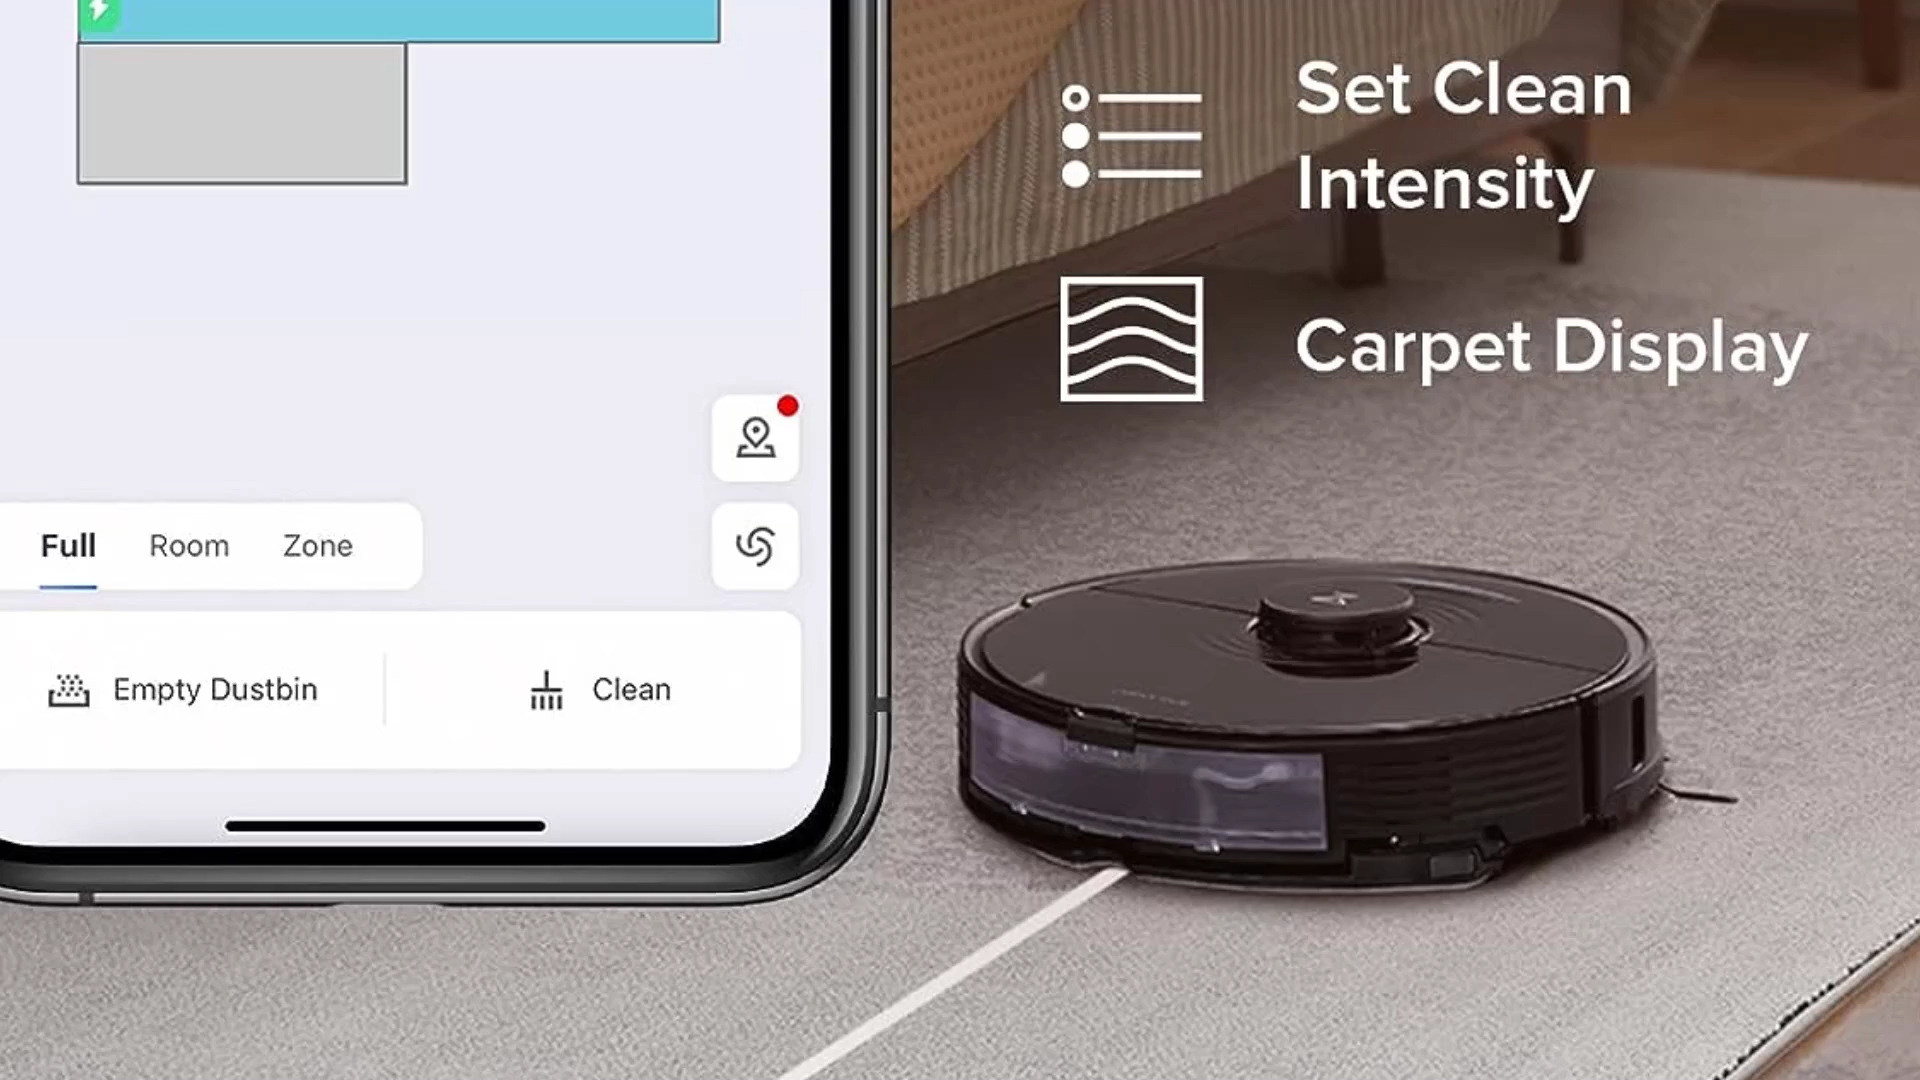 Set Clean
Intensity
Carpet Display
Full Room Zone
Empty Dustbin Clean